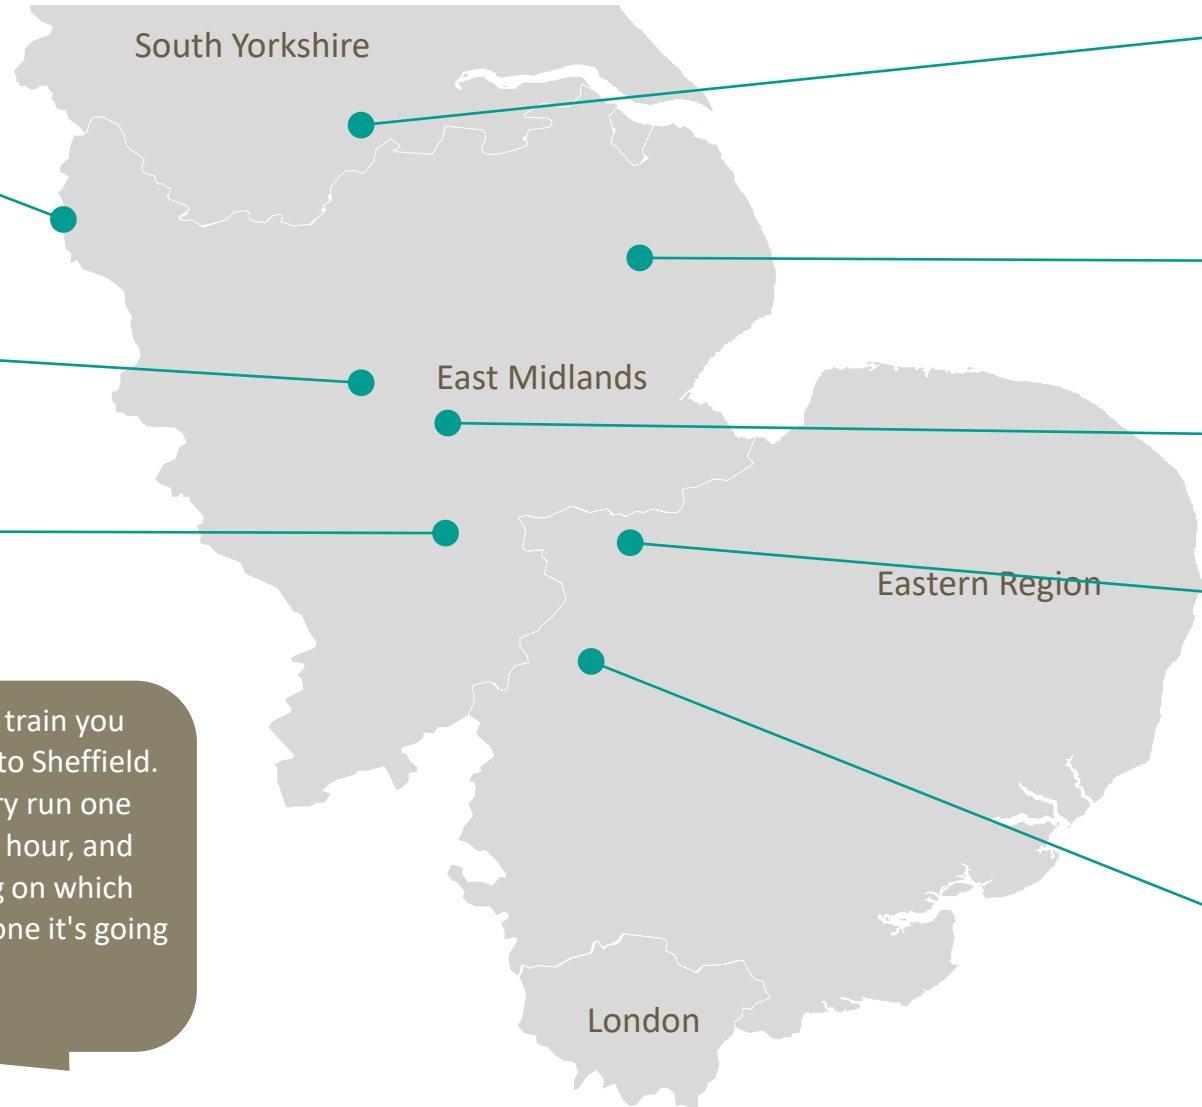 South Yorkshire
East Midlands
Eastern Region
train you
to Sheffield.
ry run one
hour, and
g on which
one it's going
London